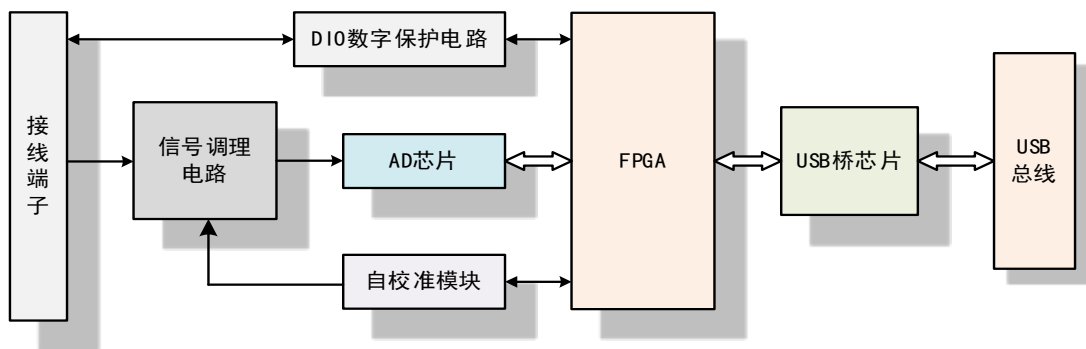 DIO数字保护电路
接
线
端
子
信号调理
电路
AD芯片
FPGA
USB桥芯片
USB
总线
自校准模块